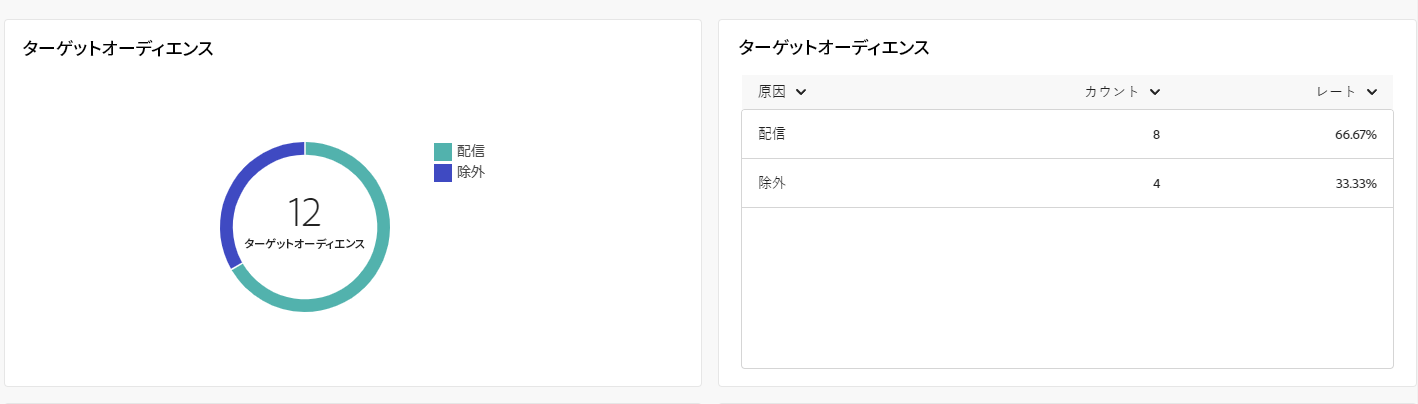 ターゲットオーディエンス
12
ターゲットオーディエンス
配信
除外
ターゲットオーディエンス
原因 カウント レート
配信 8 66.67%
除外 4 33.33%